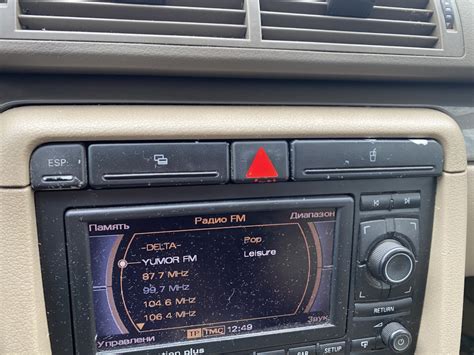 ESP
Память Радио FM Диапазон
-DELTA- Pop
YUMOR FM Leisure
87.7 MHz
99.7 MHz
104.6 MHz
106.4 MHz
Управлени TP TMC 12:49 Звук
RETURN
plus
SETUP